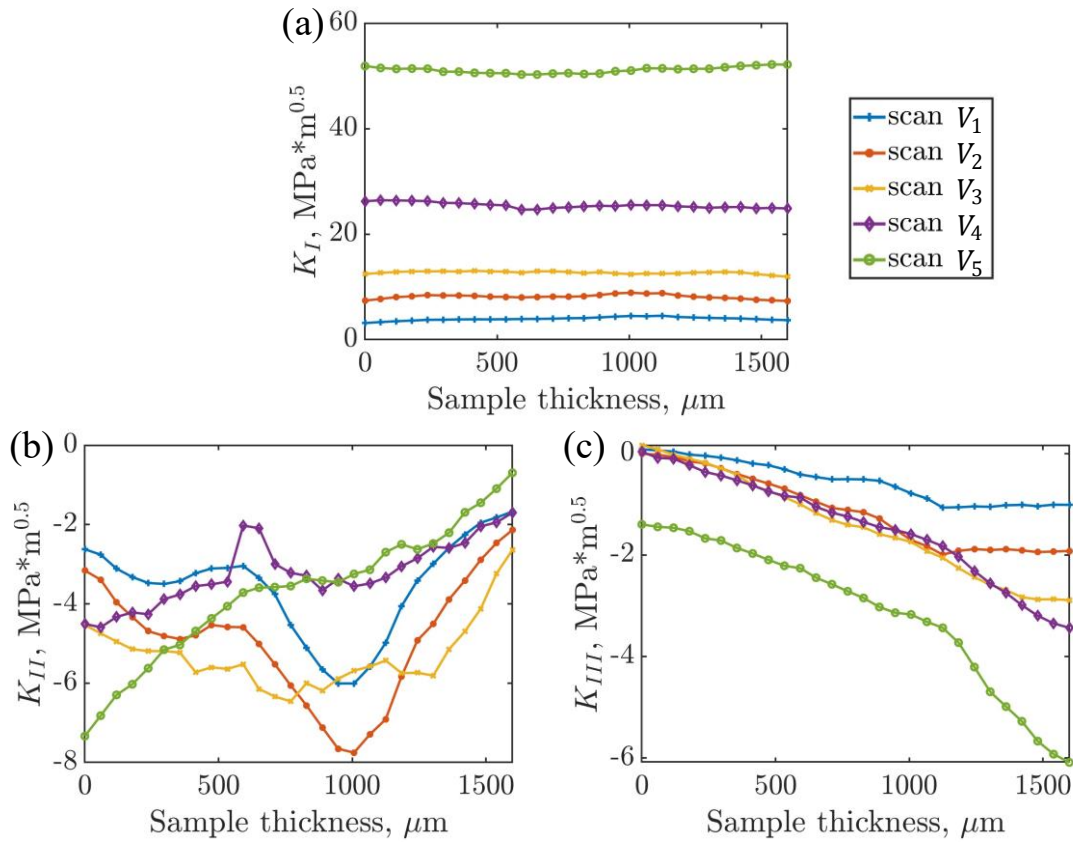 (a)
60
40
20
0
K_I, MPa*m^0.5
0 500 1000 1500
Sample thickness, μm
scan V_1
scan V_2
scan V_3
scan V_4
scan V_5
(b)
0
-2
-4
-6
-8
K_II, MPa*m^0.5
0 500 1000 1500
Sample thickness, μm
(c)
0
-2
-4
-6
K_III, MPa*m^0.5
0 500 1000 1500
Sample thickness, μm